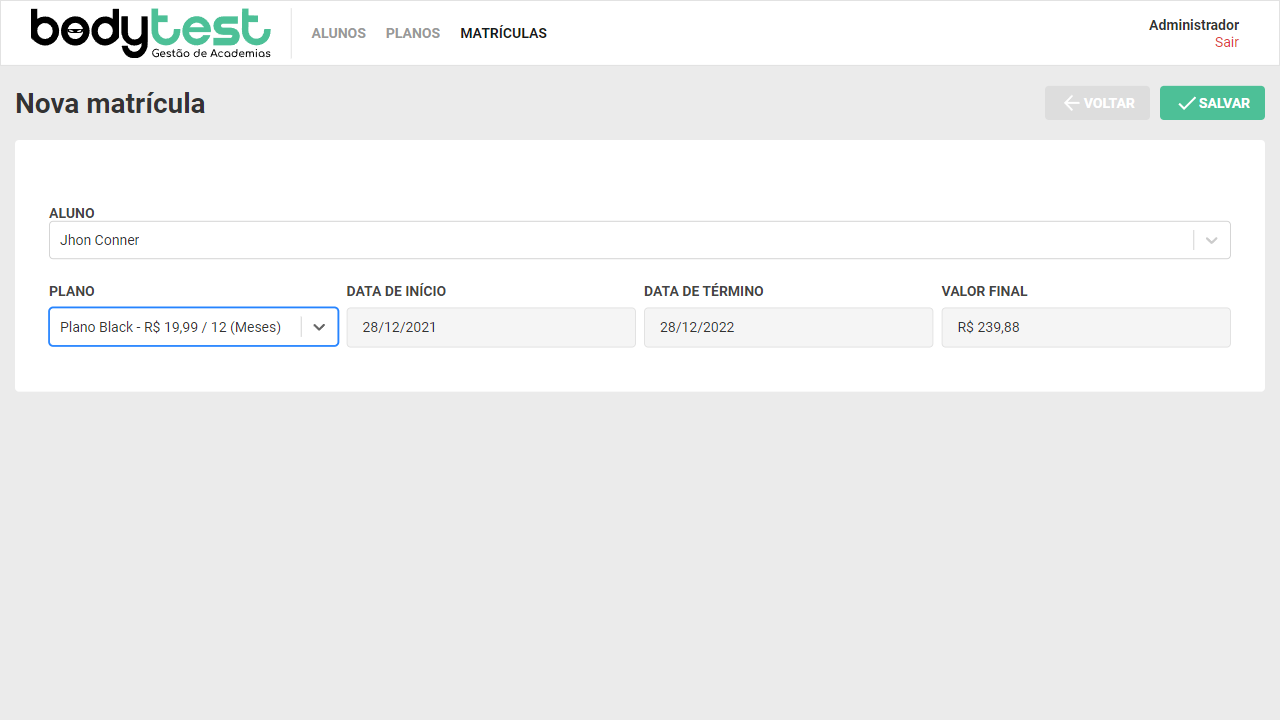 bodytest
Gestão de Academias
ALUNOS PLANOS MATRÍCULAS
Administrador
Sair
Nova matrícula
VOLTAR SALVAR
ALUNO
Jhon Conner
PLANO DATA DE INÍCIO DATA DE TÉRMINO VALOR FINAL
Plano Black - R$ 19,99 / 12 (Meses) 28/12/2021 28/12/2022 R$ 239,88